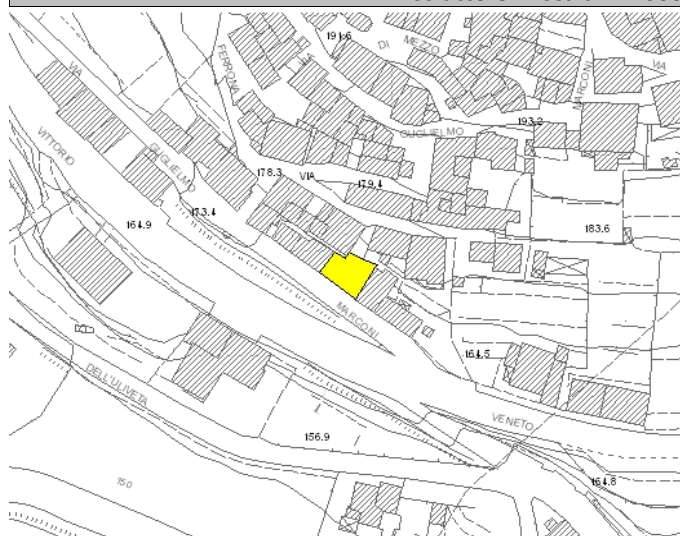 191.6
DI MEZZO
FERRONA
VIA
MARCONI
VIA
193.2
GUGLIELMO
VITTORIO
GUGLIELMO
178.3
VIA
179.4
173.4
164.9
183.6
MARCONI
164.5
DELL'ULIVETA
VENETO
156.9
150
164.8